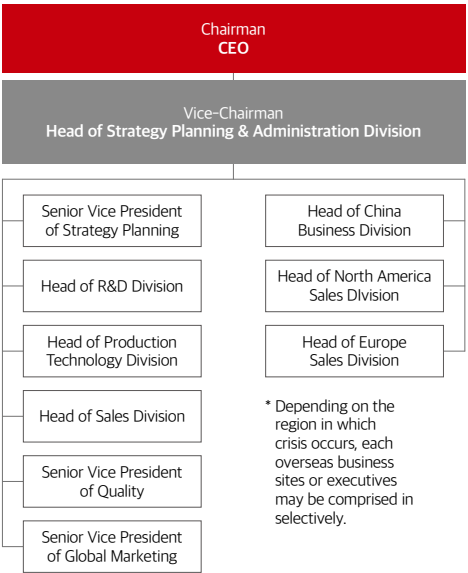 Chairman
CEO
Vice-Chairman
Head of Strategy Planning & Administration Division
Senior Vice President
of Strategy Planning
Head of R&D Division
Head of Production
Technology Division
Head of Sales Division
Senior Vice President
of Quality
Senior Vice President
of Global Marketing
Head of China
Business Division
Head of North America
Sales DIvision
Head of Europe
Sales Division
* Depending on the
region in which
crisis occurs, each
overseas business
sites or executives
may be comprised in
selectively.